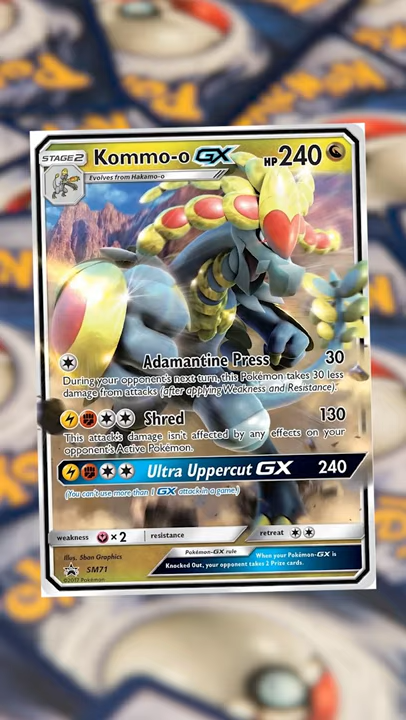 STAGE 2 Kommo-o GX HP 240
Evolves from Hakamo-o
Adamantine Press 30
During your opponent's next turn, this Pokémon takes 30 less
damage from attacks (after applying Weakness and Resistance).
Shred 130
This attack's damage isn't affected by any effects on your
opponent's Active Pokémon.
Ultra Uppercut GX 240
(You can't use more than 1 GX attack in a game.)
weakness ×2 resistance retreat
Illus. 5ban Graphics
Pokémon-GX rule
When your Pokémon-GX is
Knocked Out, your opponent takes 2 Prize cards.
PROMO SM71
©2017 Pokémon